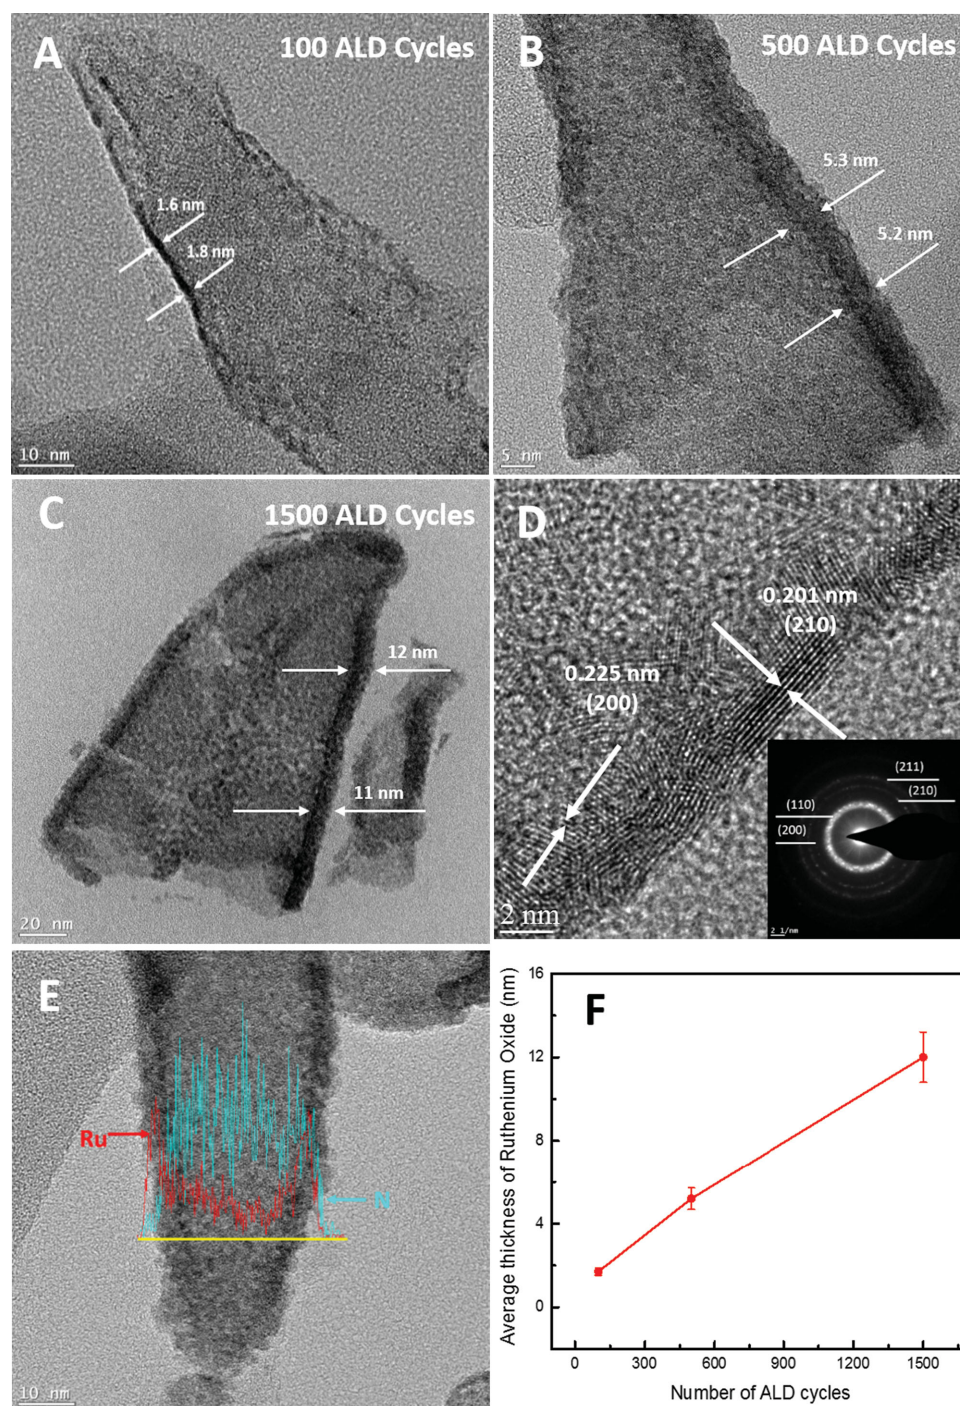 A
100 ALD Cycles
1.6 nm
1.8 nm
10 nm
B
500 ALD Cycles
5.3 nm
5.2 nm
5 nm
C
1500 ALD Cycles
12 nm
11 nm
20 nm
D
0.201 nm
(210)
0.225 nm
(200)
2 nm
(211)
(210)
(110)
(200)
2 1/nm
E
Ru
N
10 nm
F
Average thickness of Ruthenium Oxide (nm)
16
12
8
4
0
0
300
600
900
1200
1500
Number of ALD cycles